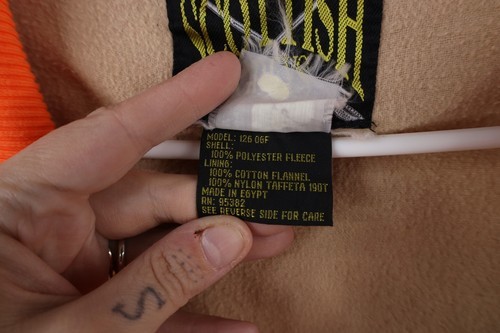 MODEL: 126 06F
SHELL:
100% POLYESTER FLEECE
LINING:
100% COTTON FLANNEL
100% NYLON TAFFETA 190T
MADE IN EGYPT
RN: 95382
SEE REVERSE SIDE FOR CARE
S